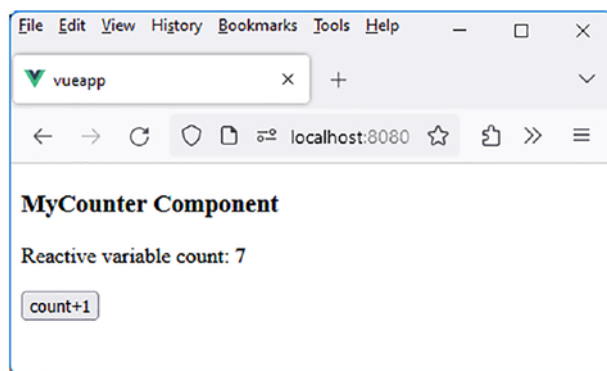 File Edit View History Bookmarks Tools Help
vueapp
localhost:8080
MyCounter Component
Reactive variable count: 7
count+1